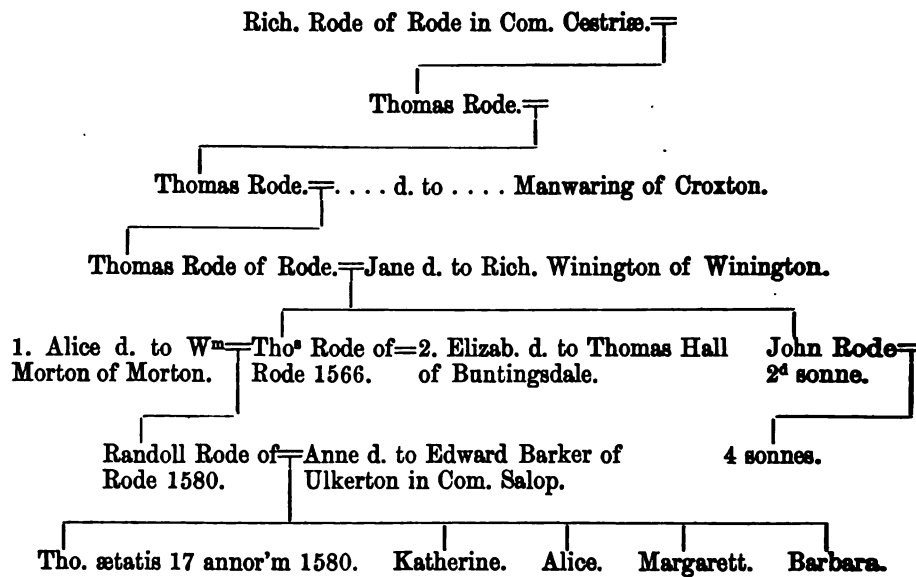 Rich. Rode of Rode in Com. Cestriæ.
Thomas Rode.
Thomas Rode. .... d. to .... Manwaring of Croxton.
Thomas Rode of Rode. Jane d. to Rich. Winington of Winington.
1. Alice d. to Wᵐ
Morton of Morton.
Thoˢ Rode of
Rode 1566.
2. Elizab. d. to Thomas Hall
of Buntingsdale.
John Rode
2ᵈ sonne.
Randoll Rode of
Rode 1580.
Anne d. to Edward Barker of
Ulkerton in Com. Salop.
4 sonnes.
Tho. ætatis 17 annor'm 1580. Katherine. Alice. Margarett. Barbara.